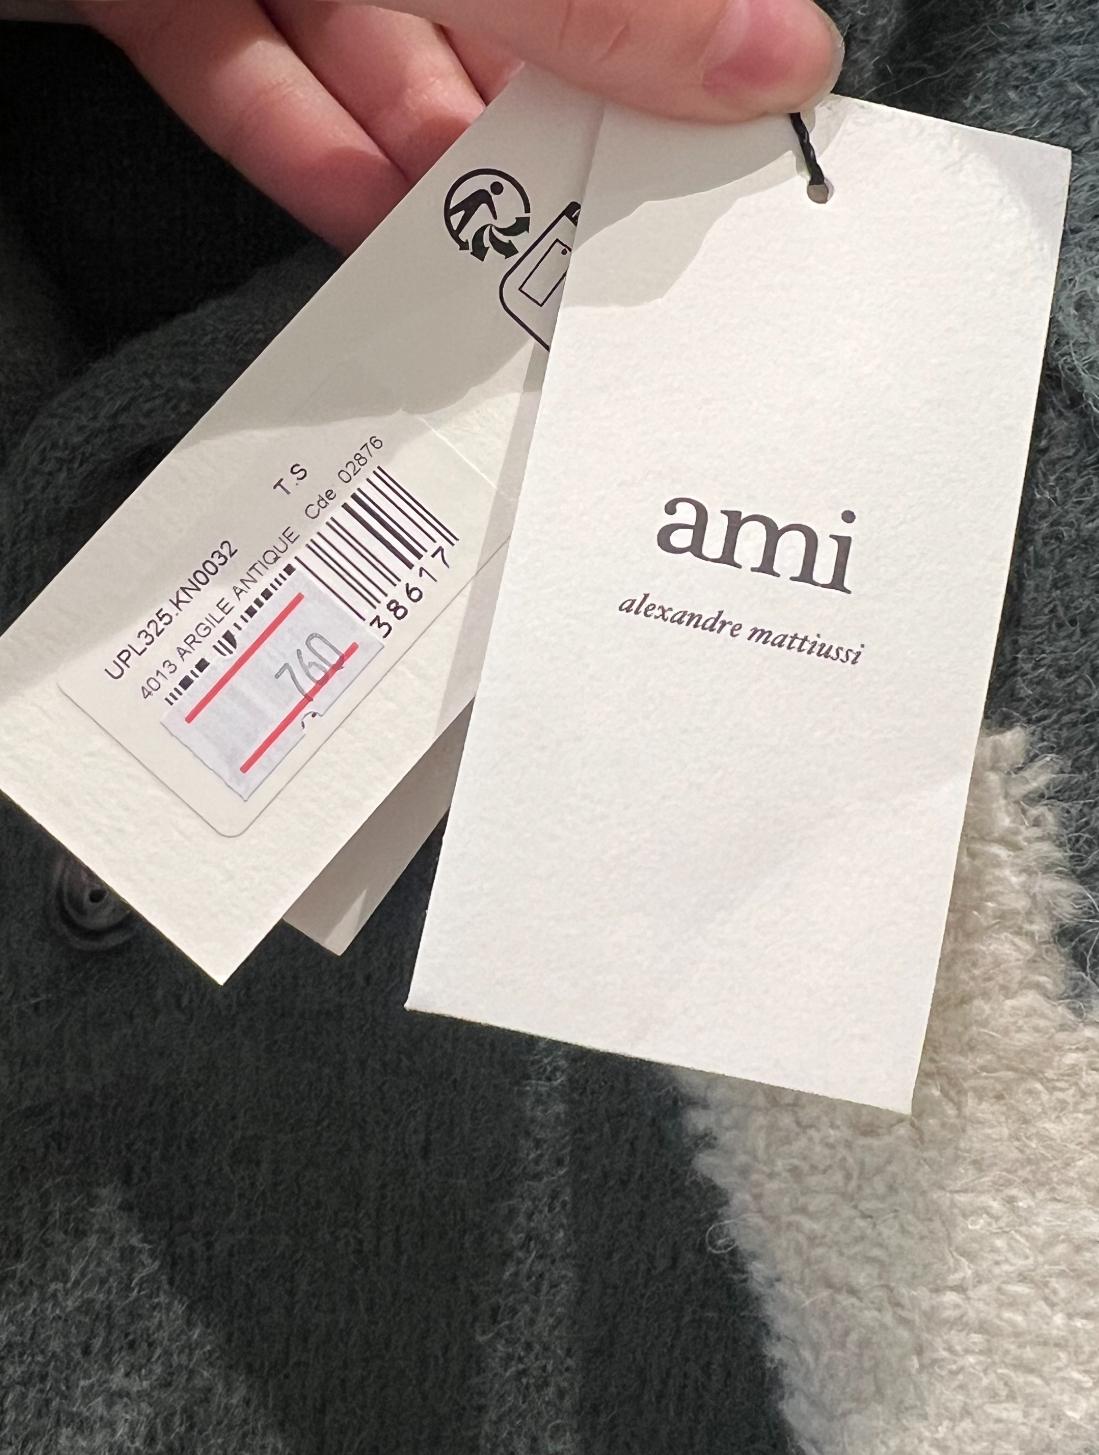 UPL325.KN0032
T.S
4013 ARGILE ANTIQUE
Cde 02876
38617
760
ami
alexandre mattiussi